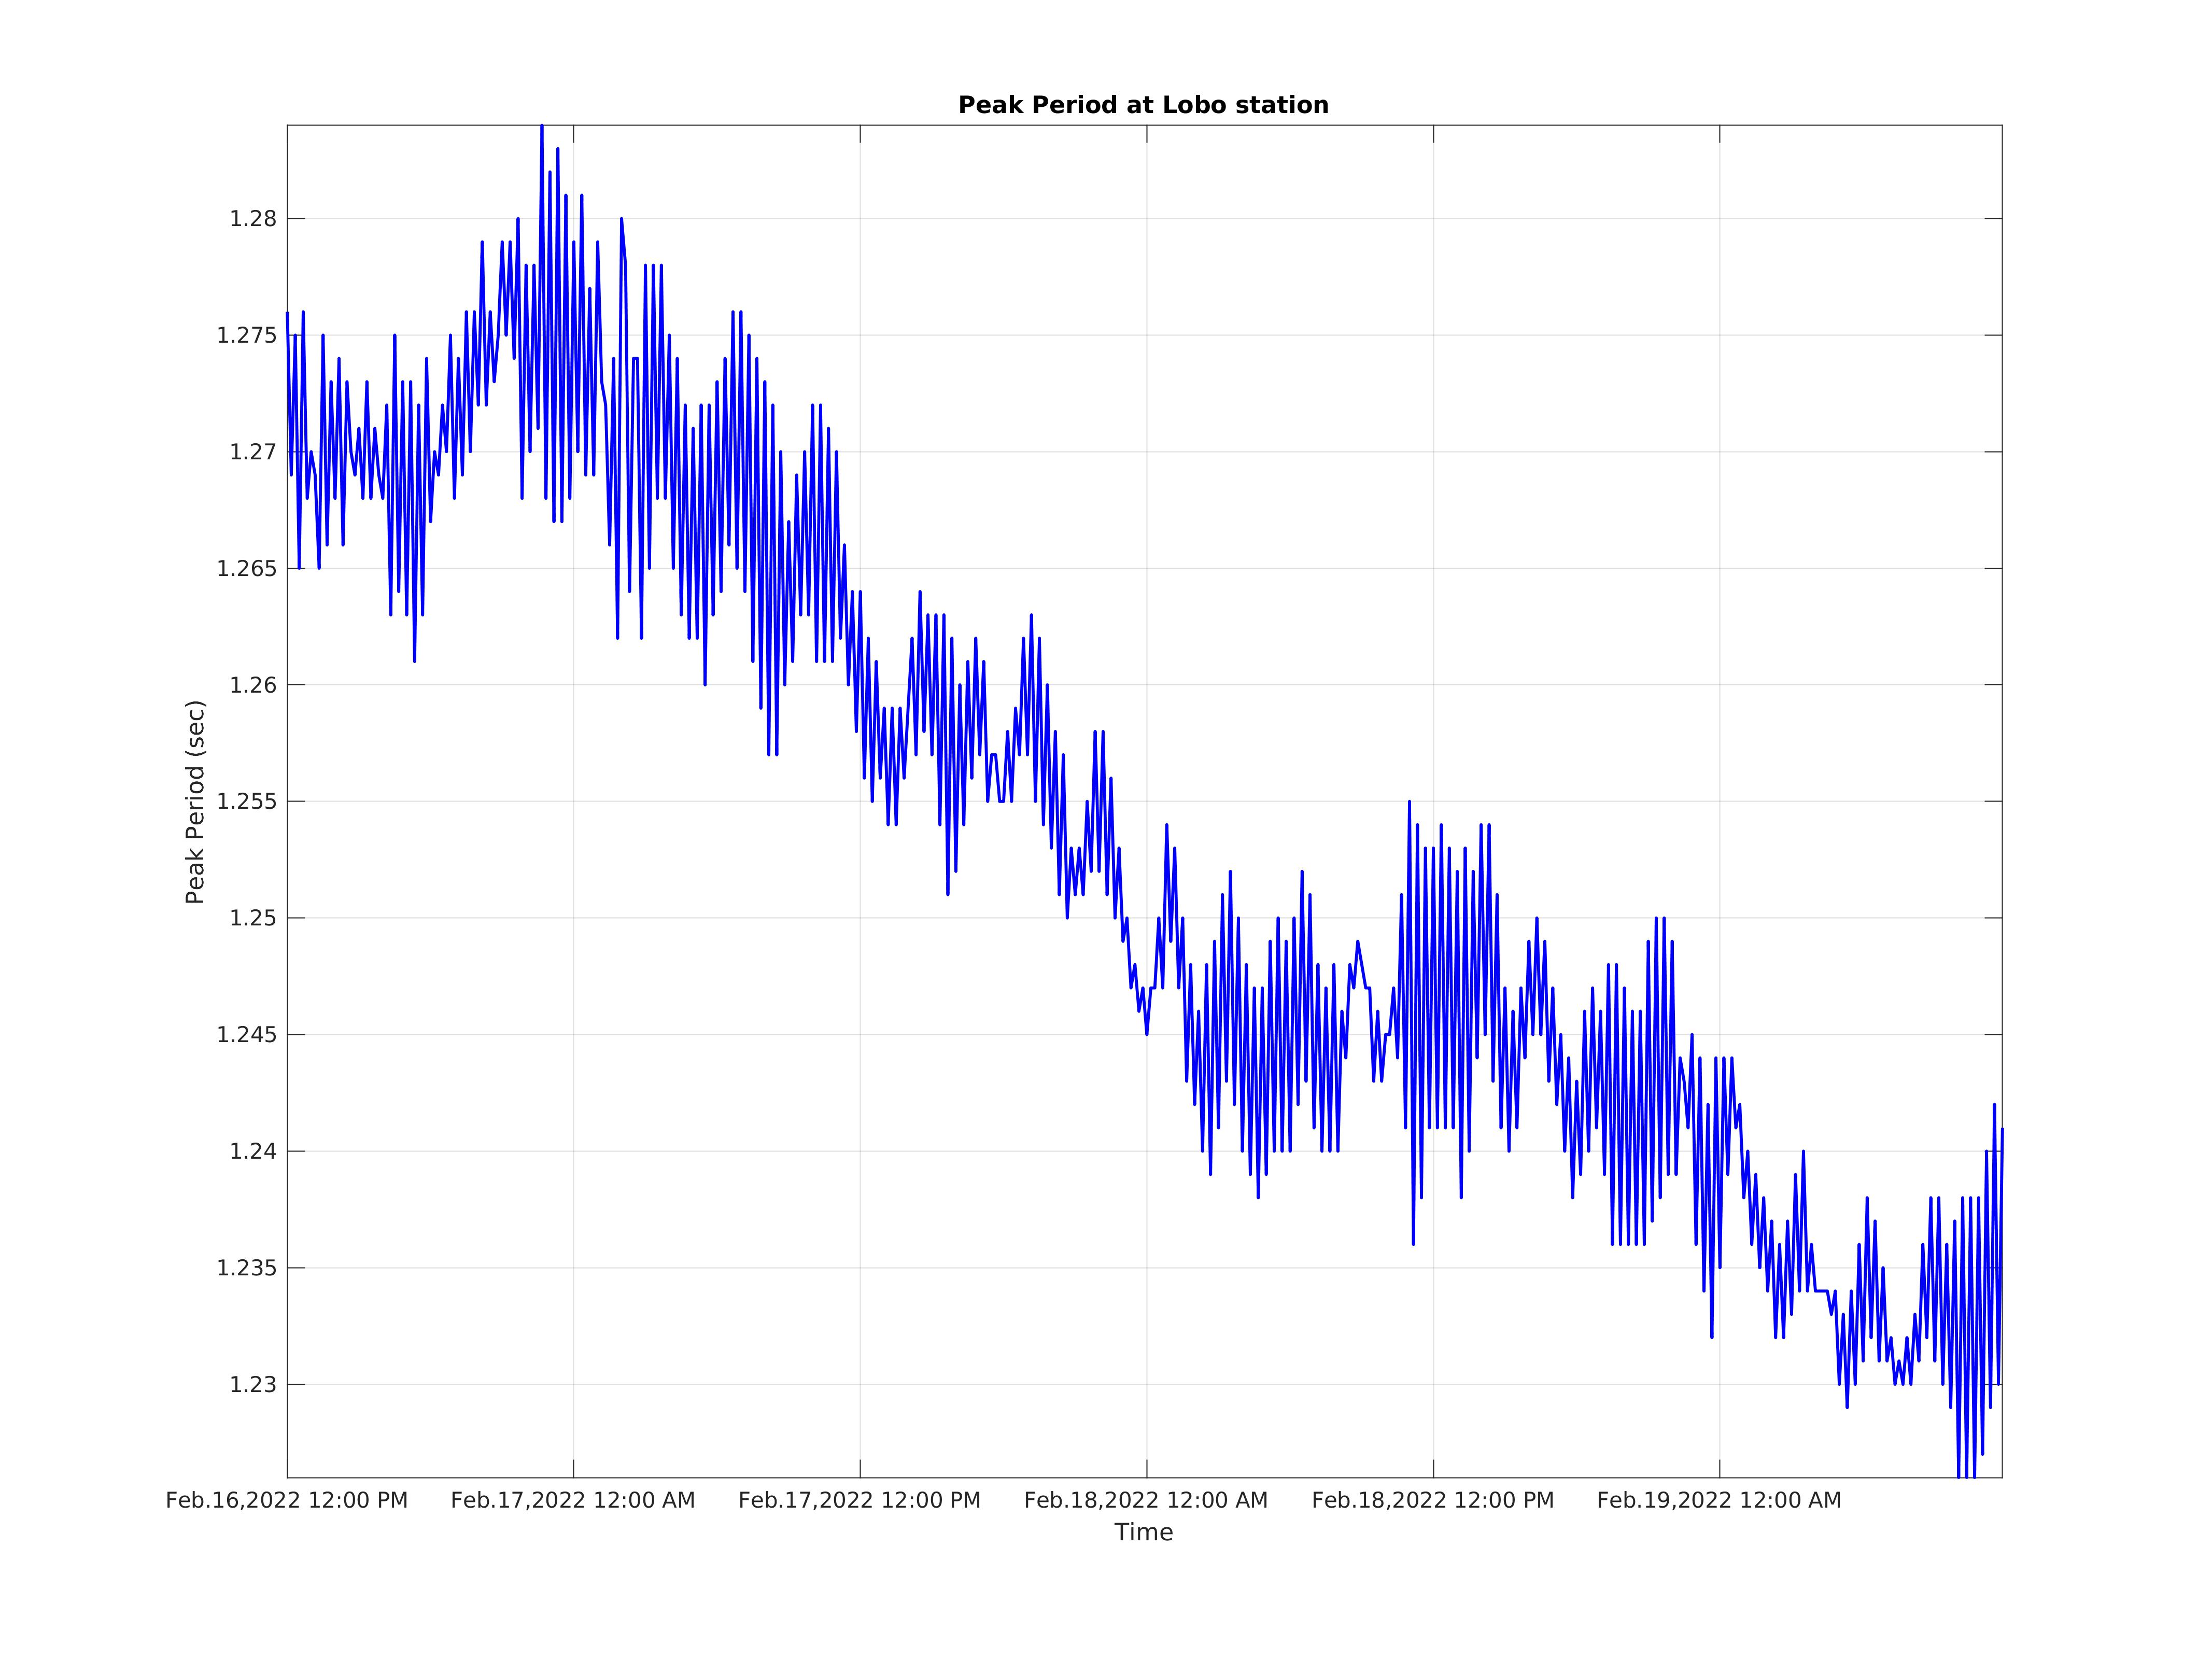 Peak Period at Lobo station
Peak Period (sec)
1.28
1.275
1.27
1.265
1.26
1.255
1.25
1.245
1.24
1.235
1.23
Feb.16,2022 12:00 PM Feb.17,2022 12:00 AM Feb.17,2022 12:00 PM Feb.18,2022 12:00 AM Feb.18,2022 12:00 PM Feb.19,2022 12:00 AM
Time